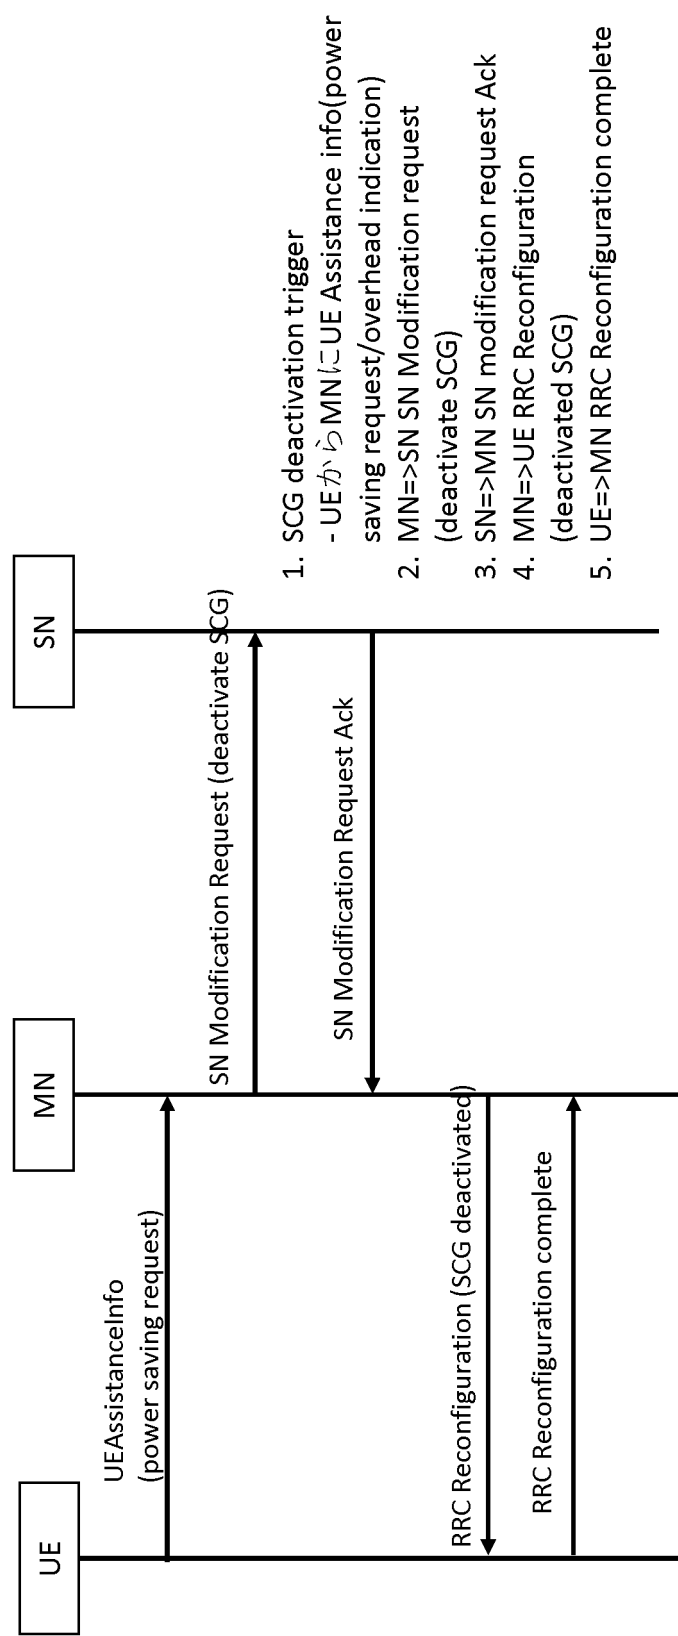 UE
MN
SN
UEAssistanceInfo
(power saving request)
SN Modification Request (deactivate SCG)
SN Modification Request Ack
RRC Reconfiguration (SCG deactivated)
RRC Reconfiguration complete
1. SCG deactivation trigger
- UEからMNにUE Assistance info(power
saving request/overhead indication)
2. MN=>SN SN Modification request
(deactivate SCG)
3. SN=>MN SN modification request Ack
4. MN=>UE RRC Reconfiguration
(deactivated SCG)
5. UE=>MN RRC Reconfiguration complete